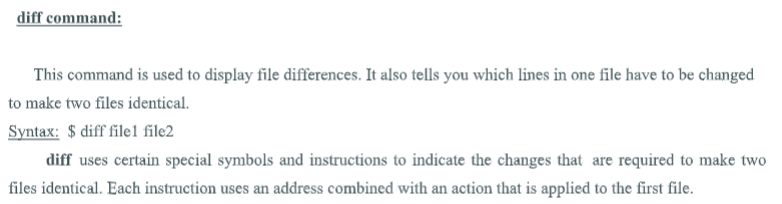 diff command:
This command is used to display file differences. It also tells you which lines in one file have to be changed
to make two files identical.
Syntax: $ diff file1 file2
diff uses certain special symbols and instructions to indicate the changes that are required to make two
files identical. Each instruction uses an address combined with an action that is applied to the first file.